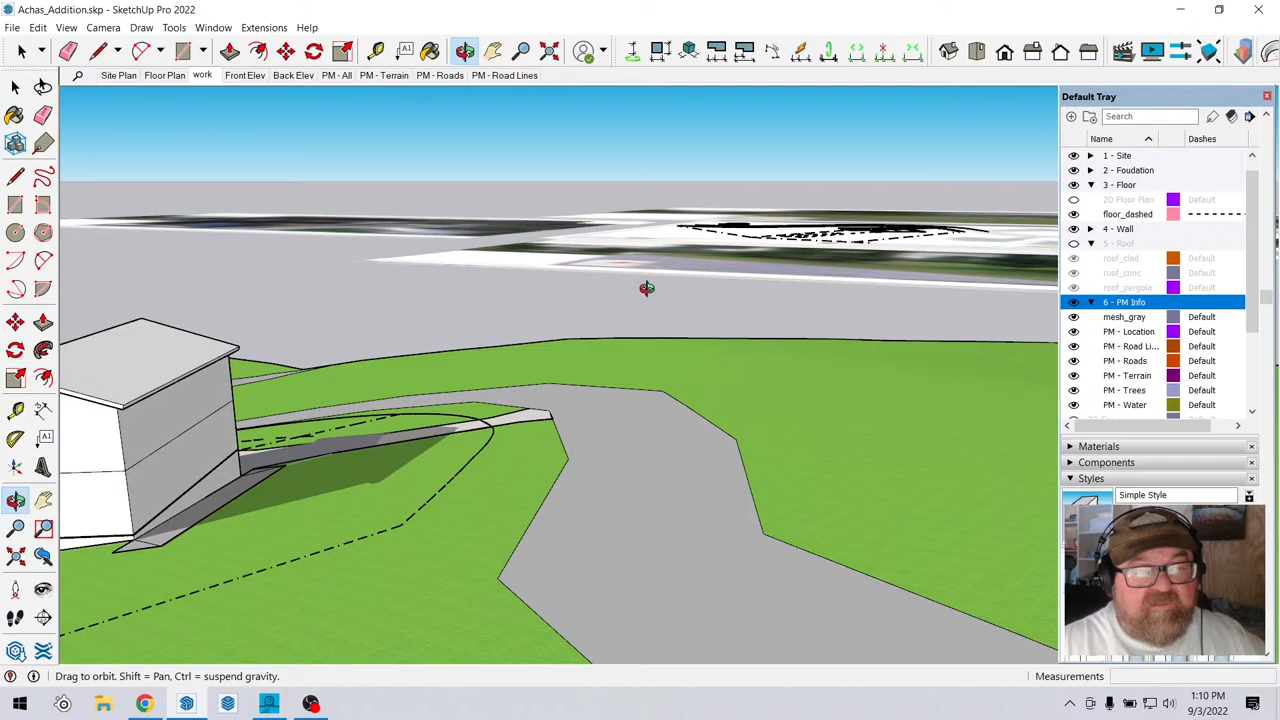 Achas_Addition.skp - SketchUp Pro 2022
File Edit View Camera Draw Tools Window Extensions Help
Site Plan Floor Plan work Front Elev Back Elev PM - All PM - Terrain PM - Roads PM - Road Lines
Default Tray
Search
Name Dashes
1 - Site
2 - Foudation
3 - Floor
2D Floor Plan Default
floor_dashed
4 - Wall
5 - Roof
roof_clad Default
roof_conc Default
roof_pergola Default
6 - PM Info
mesh_gray Default
PM - Location Default
PM - Road Li... Default
PM - Roads Default
PM - Terrain Default
PM - Trees Default
PM - Water Default
Materials
Components
Styles
Simple Style
Drag to orbit. Shift = Pan, Ctrl = suspend gravity.
Measurements
1:10 PM
9/3/2022